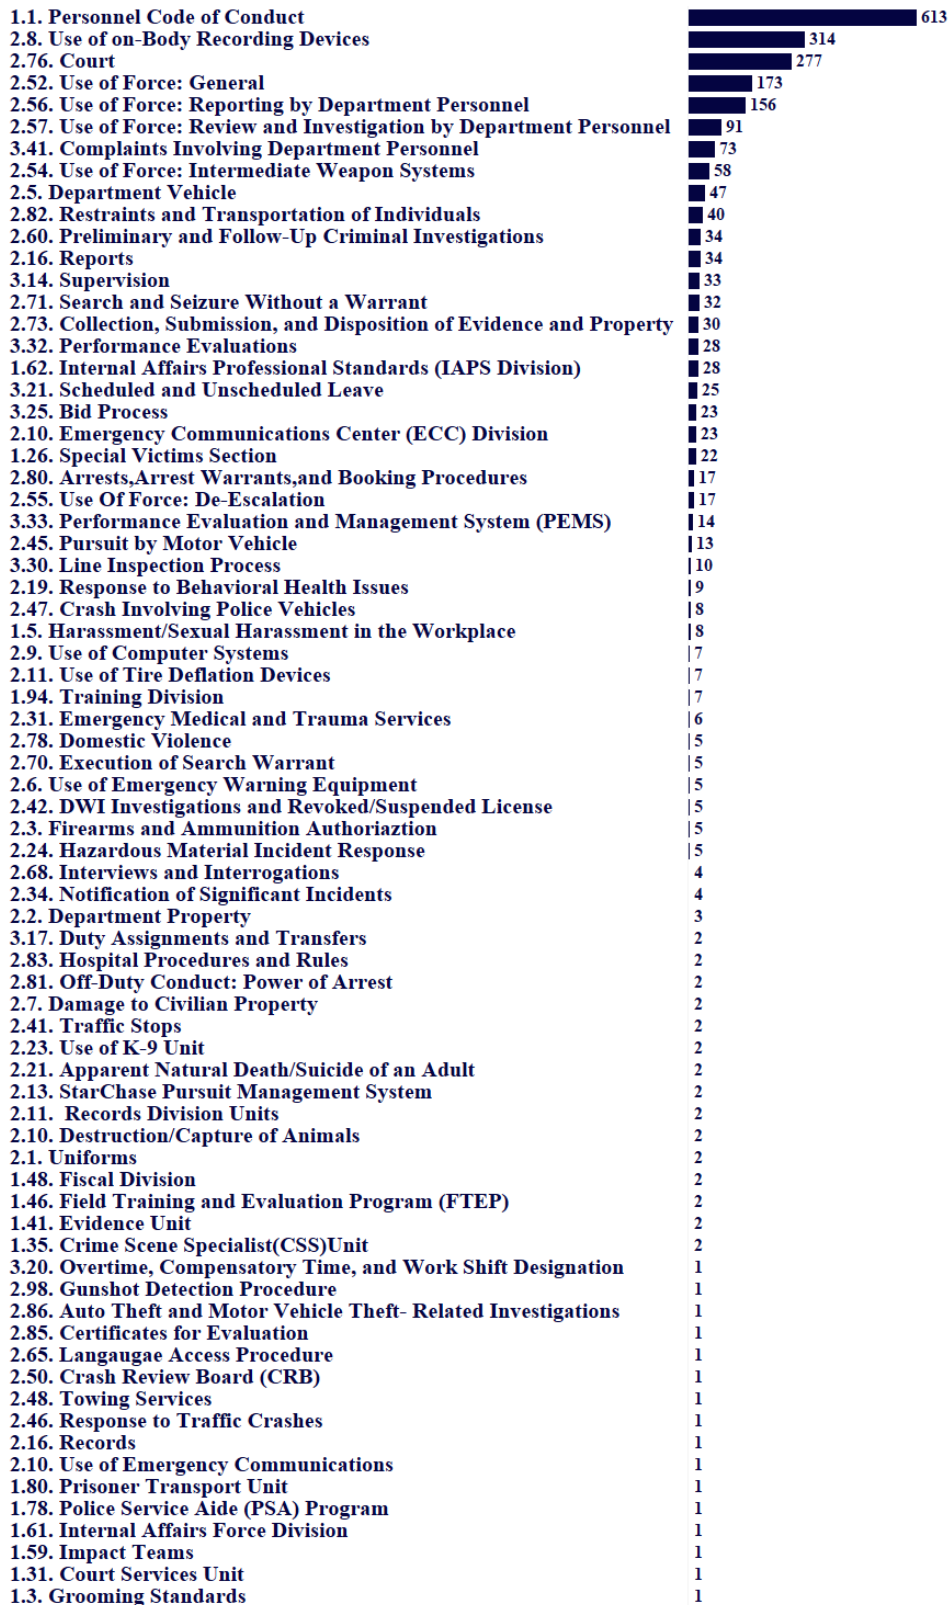 1.1. Personnel Code of Conduct 613
2.8. Use of on-Body Recording Devices 314
2.76. Court 277
2.52. Use of Force: General 173
2.56. Use of Force: Reporting by Department Personnel 156
2.57. Use of Force: Review and Investigation by Department Personnel 91
3.41. Complaints Involving Department Personnel 73
2.54. Use of Force: Intermediate Weapon Systems 58
2.5. Department Vehicle 47
2.82. Restraints and Transportation of Individuals 40
2.60. Preliminary and Follow-Up Criminal Investigations 34
2.16. Reports 34
3.14. Supervision 33
2.71. Search and Seizure Without a Warrant 32
2.73. Collection, Submission, and Disposition of Evidence and Property 30
3.32. Performance Evaluations 28
1.62. Internal Affairs Professional Standards (IAPS Division) 28
3.21. Scheduled and Unscheduled Leave 25
3.25. Bid Process 23
2.10. Emergency Communications Center (ECC) Division 23
1.26. Special Victims Section 22
2.80. Arrests,Arrest Warrants,and Booking Procedures 17
2.55. Use Of Force: De-Escalation 17
3.33. Performance Evaluation and Management System (PEMS) 14
2.45. Pursuit by Motor Vehicle 13
3.30. Line Inspection Process 10
2.19. Response to Behavioral Health Issues 9
2.47. Crash Involving Police Vehicles 8
1.5. Harassment/Sexual Harassment in the Workplace 8
2.9. Use of Computer Systems 7
2.11. Use of Tire Deflation Devices 7
1.94. Training Division 7
2.31. Emergency Medical and Trauma Services 6
2.78. Domestic Violence 5
2.70. Execution of Search Warrant 5
2.6. Use of Emergency Warning Equipment 5
2.42. DWI Investigations and Revoked/Suspended License 5
2.3. Firearms and Ammunition Authoriaztion 5
2.24. Hazardous Material Incident Response 5
2.68. Interviews and Interrogations 4
2.34. Notification of Significant Incidents 4
2.2. Department Property 3
3.17. Duty Assignments and Transfers 2
2.83. Hospital Procedures and Rules 2
2.81. Off-Duty Conduct: Power of Arrest 2
2.7. Damage to Civilian Property 2
2.41. Traffic Stops 2
2.23. Use of K-9 Unit 2
2.21. Apparent Natural Death/Suicide of an Adult 2
2.13. StarChase Pursuit Management System 2
2.11. Records Division Units 2
2.10. Destruction/Capture of Animals 2
2.1. Uniforms 2
1.48. Fiscal Division 2
1.46. Field Training and Evaluation Program (FTEP) 2
1.41. Evidence Unit 2
1.35. Crime Scene Specialist(CSS)Unit 2
3.20. Overtime, Compensatory Time, and Work Shift Designation 1
2.98. Gunshot Detection Procedure 1
2.86. Auto Theft and Motor Vehicle Theft- Related Investigations 1
2.85. Certificates for Evaluation 1
2.65. Langaugae Access Procedure 1
2.50. Crash Review Board (CRB) 1
2.48. Towing Services 1
2.46. Response to Traffic Crashes 1
2.16. Records 1
2.10. Use of Emergency Communications 1
1.80. Prisoner Transport Unit 1
1.78. Police Service Aide (PSA) Program 1
1.61. Internal Affairs Force Division 1
1.59. Impact Teams 1
1.31. Court Services Unit 1
1.3. Grooming Standards 1